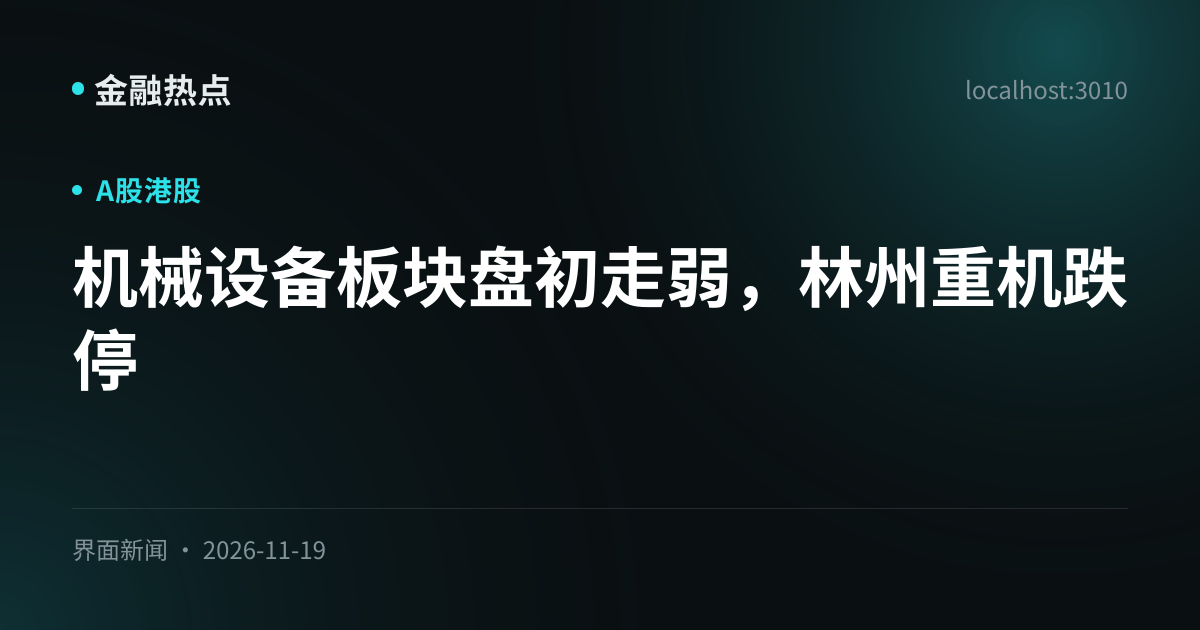 金融热点
localhost:3010
A股港股
机械设备板块盘初走弱，林州重机跌
停
界面新闻 · 2026-11-19